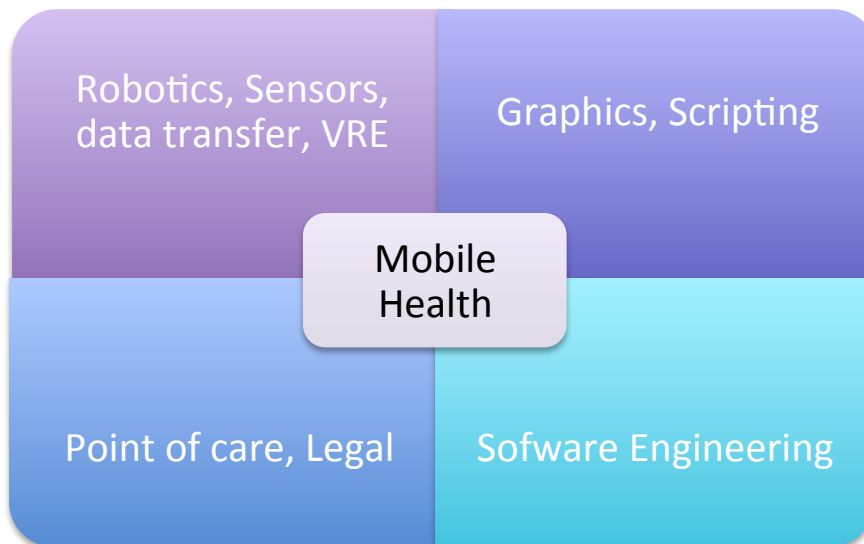 Robotics, Sensors,
data transfer, VRE
Graphics, Scripting
Mobile
Health
Point of care, Legal
Sofware Engineering